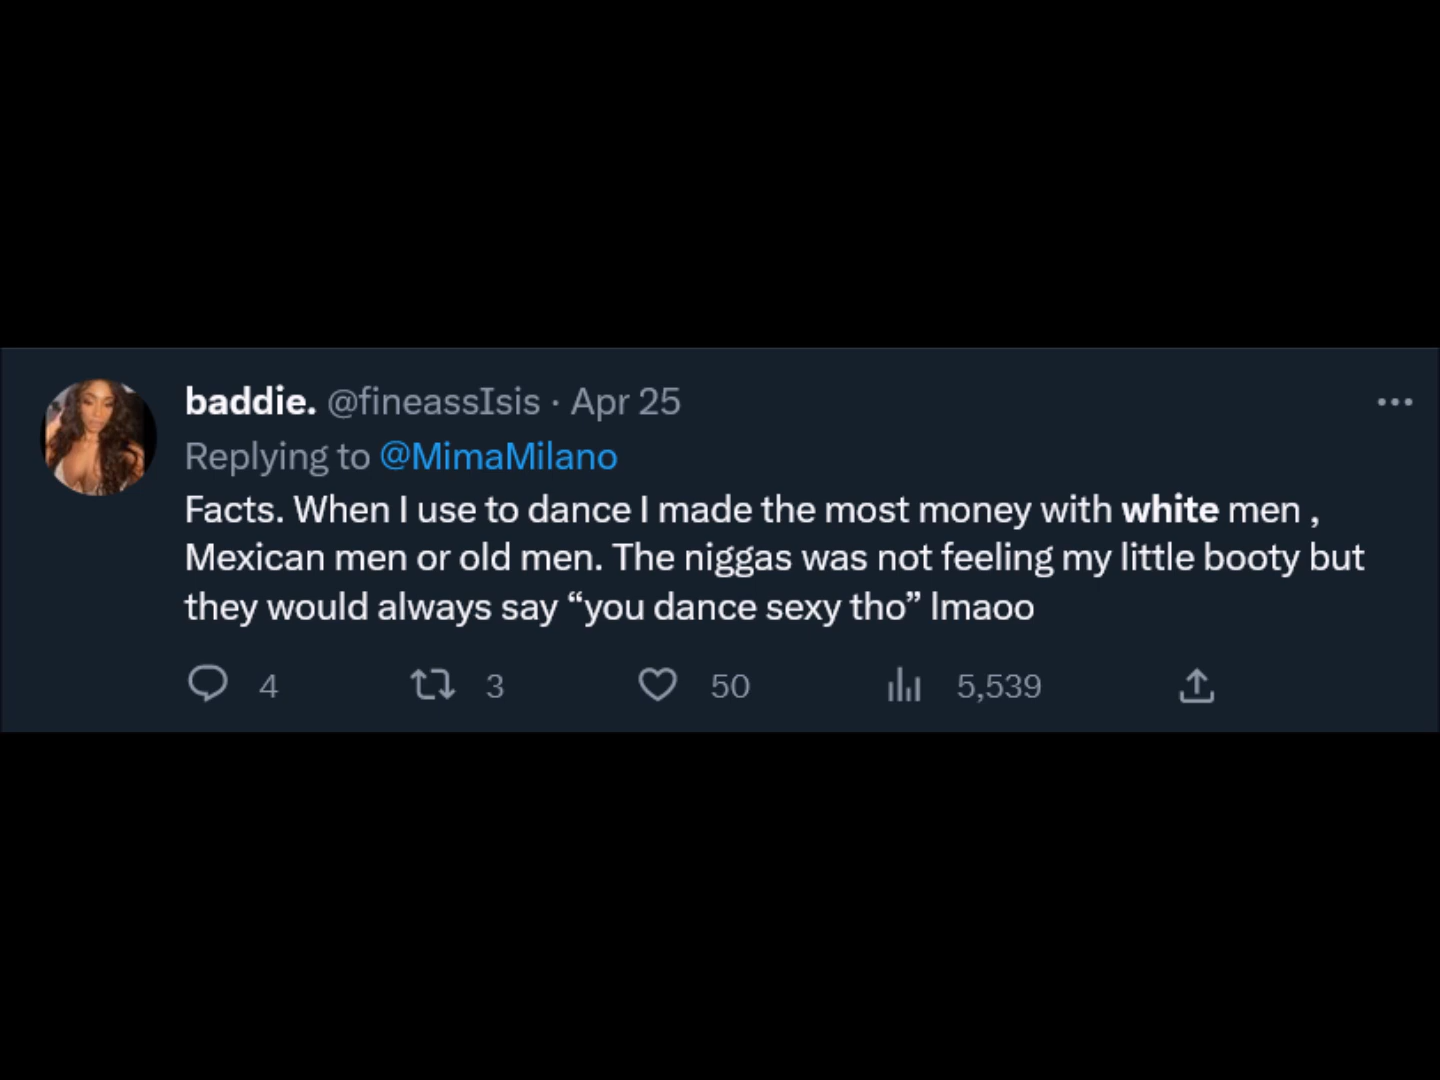 baddie. @fineassIsis · Apr 25
Replying to @MimaMilano
Facts. When I use to dance I made the most money with white men ,
Mexican men or old men. The niggas was not feeling my little booty but
they would always say “you dance sexy tho” lmaoo
4 3 50 5,539